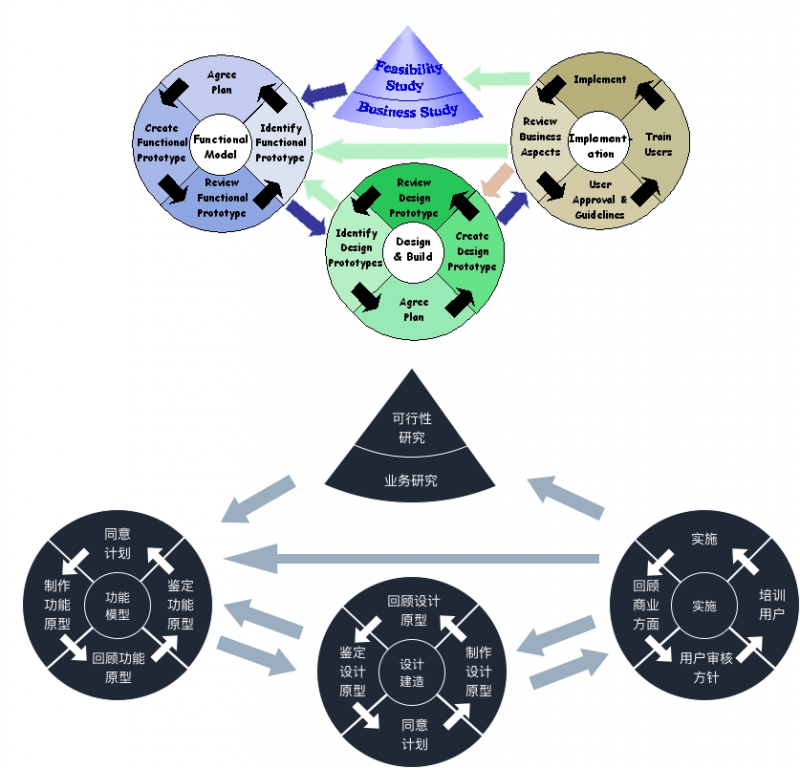 Feasibility
Study
Business Study
Agree
Plan
Create
Functional
Prototype
Functional
Model
Identify
Functional
Prototype
Review
Functional
Prototype
Implement
Review
Business
Aspects
Implement-
ation
Train
Users
User
Approval &
Guidelines
Review
Design
Prototype
Identify
Design
Prototypes
Design
& Build
Create
Design
Prototype
Agree
Plan
可行性
研究
业务研究
同意
计划
制作
功能
原型
功能
模型
鉴定
功能
原型
回顾功能
原型
回顾设计
原型
鉴定
设计
原型
设计
建造
制作
设计
原型
同意
计划
实施
回顾
商业
方面
实施
培训
用户
用户审核
方针